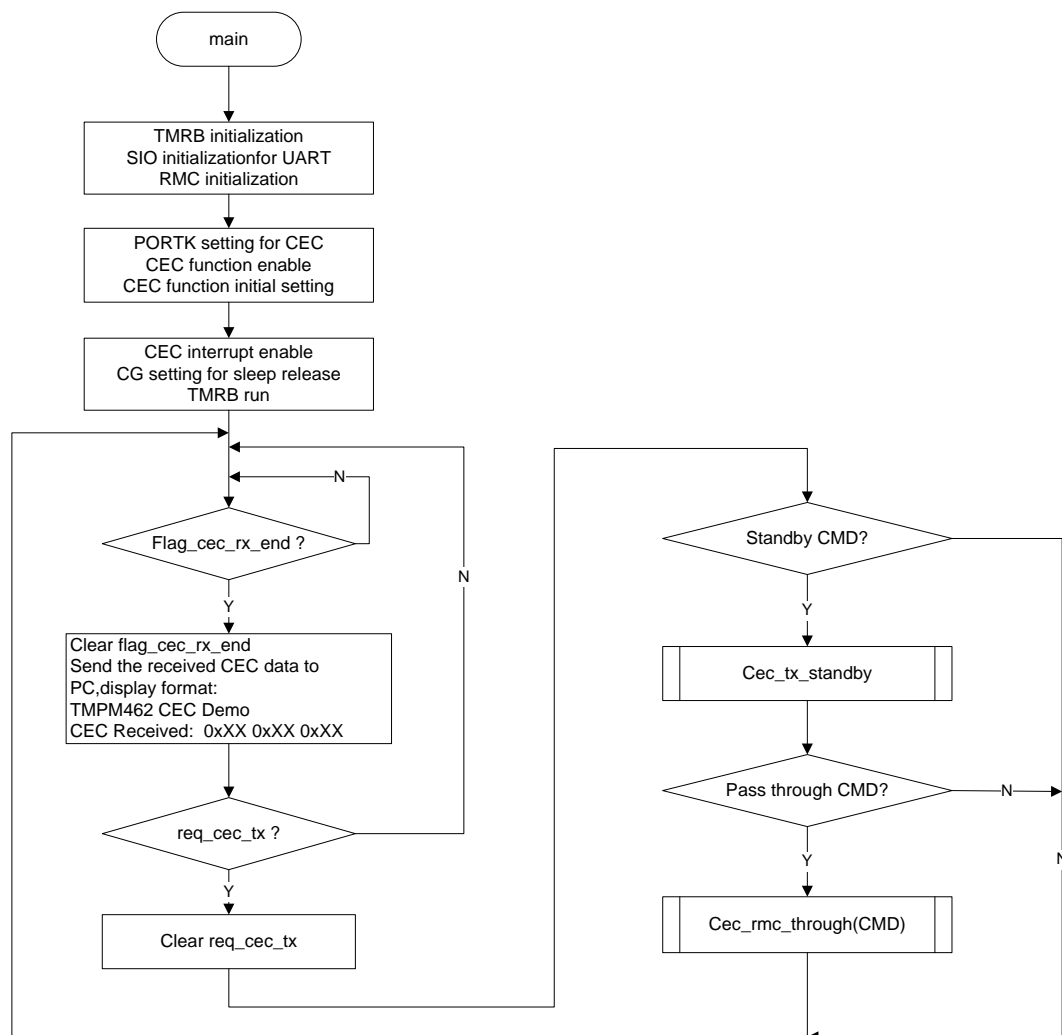 main
TMRB initialization
SIO initializationfor UART
RMC initialization
PORTK setting for CEC
CEC function enable
CEC function initial setting
CEC interrupt enable
CG setting for sleep release
TMRB run
N
Flag_cec_rx_end ?
N
Y
Clear flag_cec_rx_end
Send the received CEC data to
PC,display format:
TMPM462 CEC Demo
CEC Received:  0xXX 0xXX 0xXX
req_cec_tx ?
Y
Clear req_cec_tx
Standby CMD?
Y
Cec_tx_standby
Pass through CMD?
N
Y
N
Cec_rmc_through(CMD)